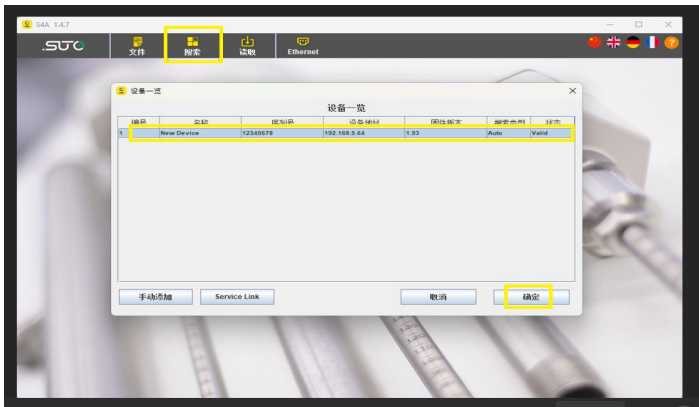 S4A 1.4.7
SUTO
文件
搜索
读取
Ethernet
设备一览
设备一览
编号 名称 序列号 设备地址 固件版本 搜索类型 状态
1 New Device 12345678 192.168.5.64 1.93 Auto Valid
手动添加 Service Link 取消 确定